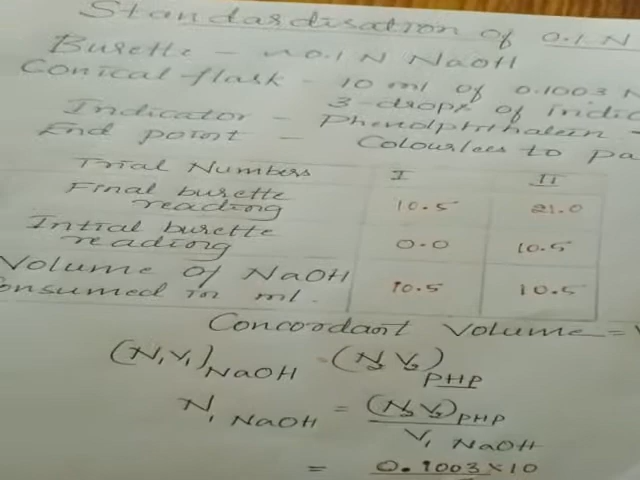 Standardisation of 0.1 N
Burette - ~0.1 N NaOH
Conical flask - 10 ml of 0.1003 N
3-drops of indic
Indicator - Phenolphthalein
End point - Colourless to pa
Trial Numbers I II
Final burette
reading 10.5 21.0
Intial burette
reading 0.0 10.5
Volume of NaOH
Consumed in ml. 10.5 10.5
Concordant Volume = V
(N₁V₁)NaOH = (N₂V₂)PHP
N₁ NaOH = (N₂V₂)PHP
V₁ NaOH
= 0.1003 × 10